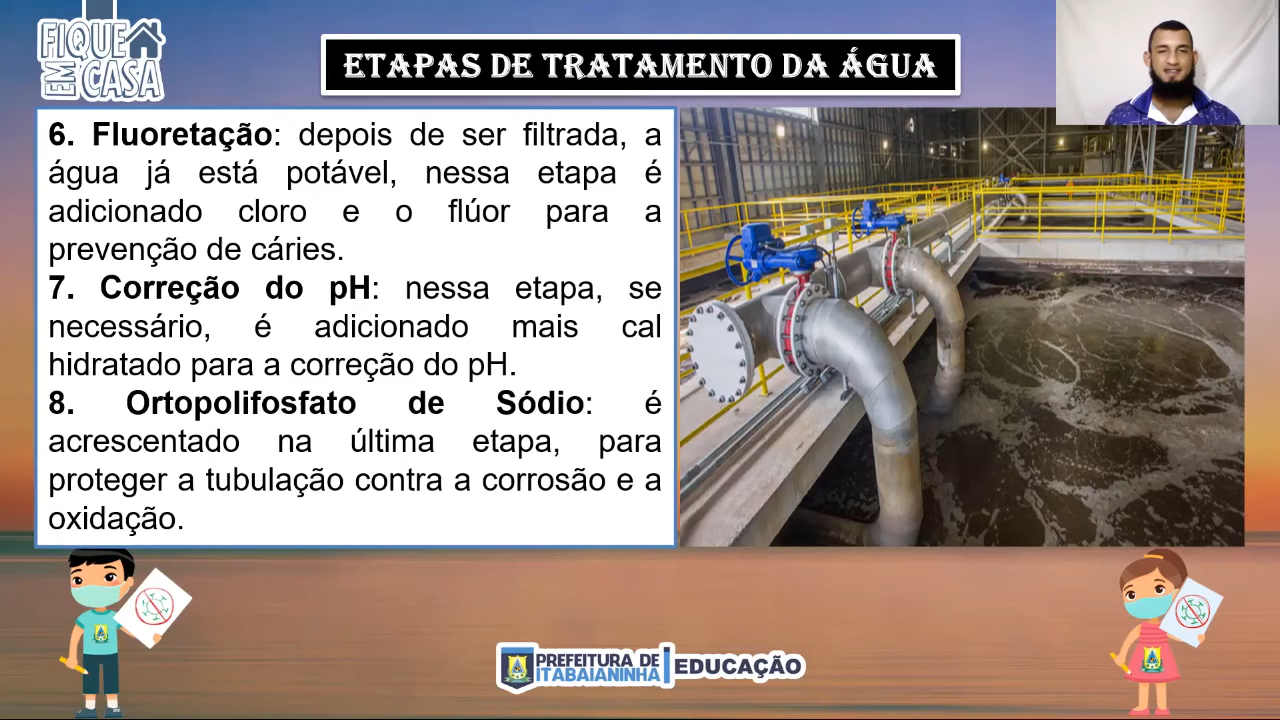 FIQUE
EM CASA
ETAPAS DE TRATAMENTO DA ÁGUA
6. Fluoretação: depois de ser filtrada, a
água já está potável, nessa etapa é
adicionado cloro e o flúor para a
prevenção de cáries.
7. Correção do pH: nessa etapa, se
necessário, é adicionado mais cal
hidratado para a correção do pH.
8. Ortopolifosfato de Sódio: é
acrescentado na última etapa, para
proteger a tubulação contra a corrosão e a
oxidação.
PREFEITURA DE
ITABAIANINHA
EDUCAÇÃO